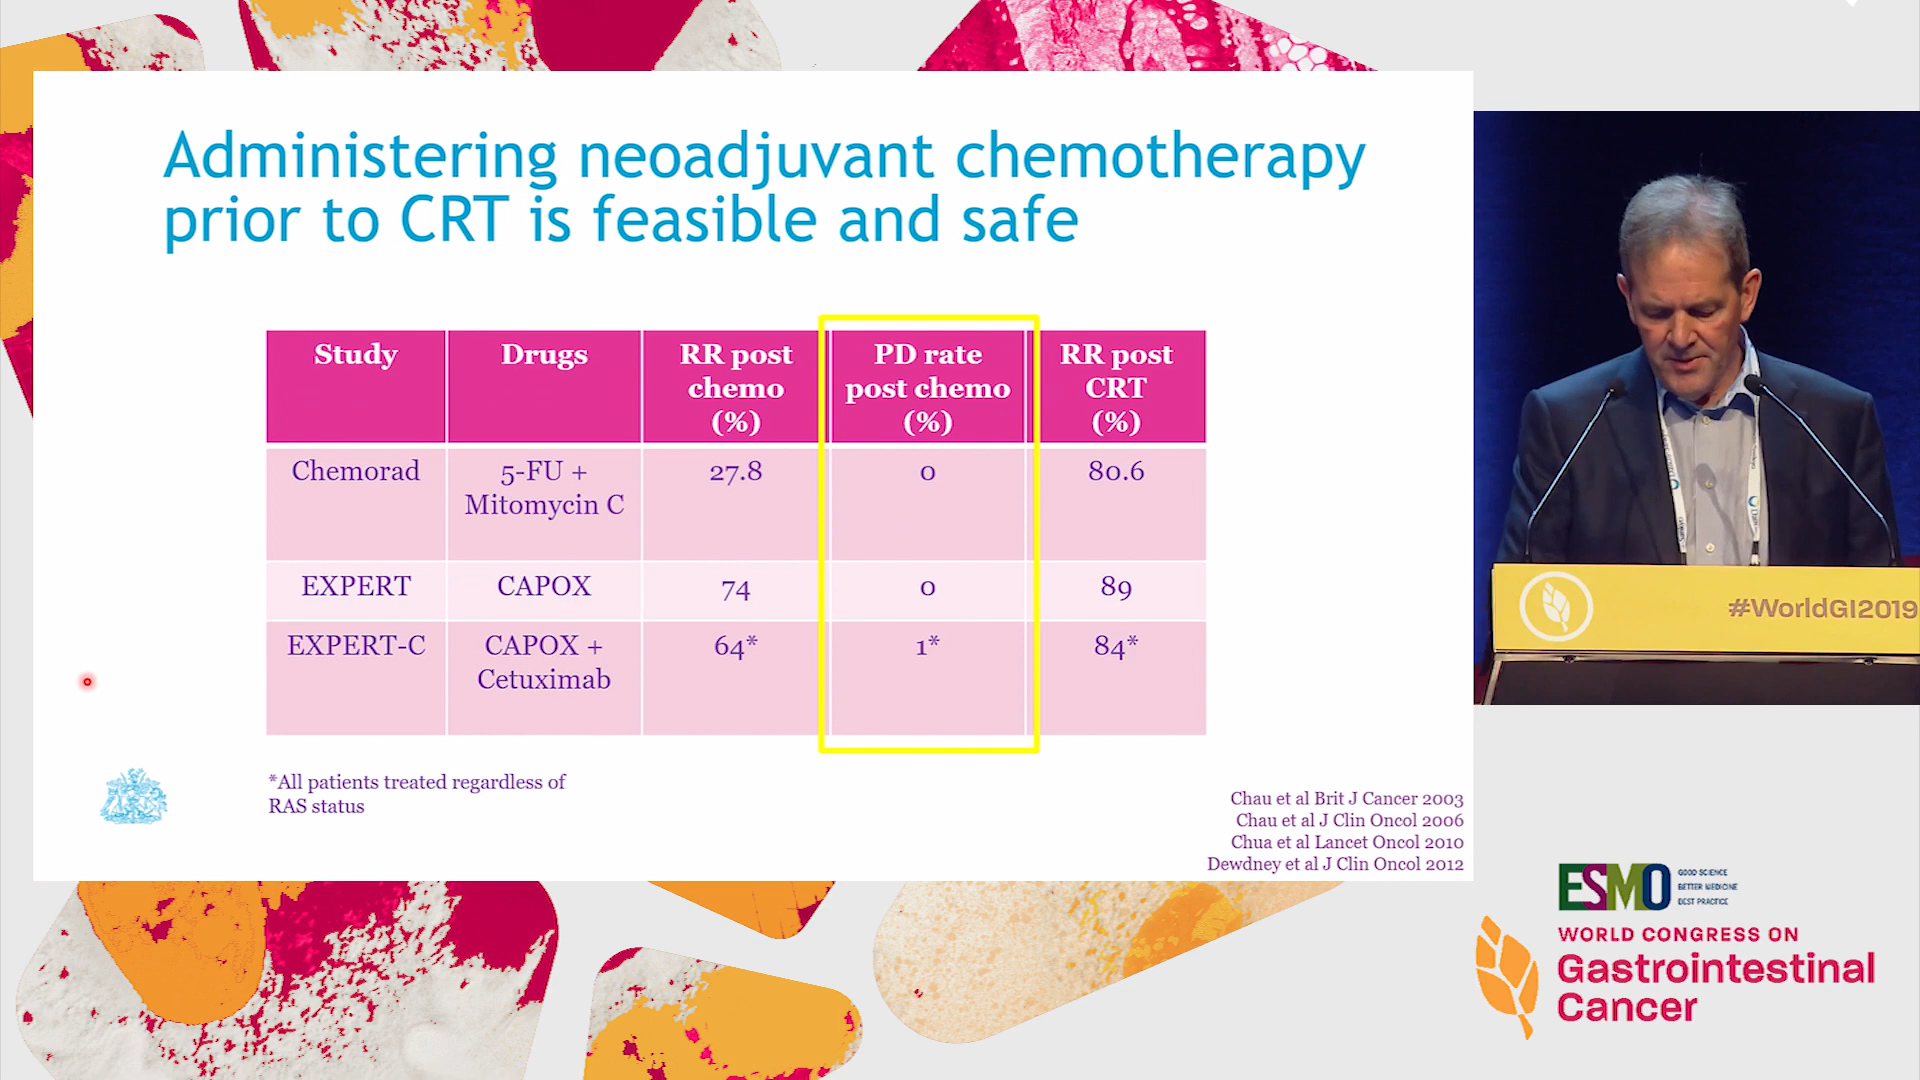 Administering neoadjuvant chemotherapy
prior to CRT is feasible and safe
Study
Drugs
RR post
chemo
(%)
PD rate
post chemo
(%)
RR post
CRT
(%)
Chemorad
5-FU +
Mitomycin C
27.8
0
80.6
EXPERT
CAPOX
74
0
89
EXPERT-C
CAPOX +
Cetuximab
64*
1*
84*
*All patients treated regardless of
RAS status
Chau et al Brit J Cancer 2003
Chau et al J Clin Oncol 2006
Chua et al Lancet Oncol 2010
Dewdney et al J Clin Oncol 2012
#WorldGI2019
ESMO
GOOD SCIENCE
BETTER MEDICINE
BEST PRACTICE
WORLD CONGRESS ON
Gastrointestinal
Cancer